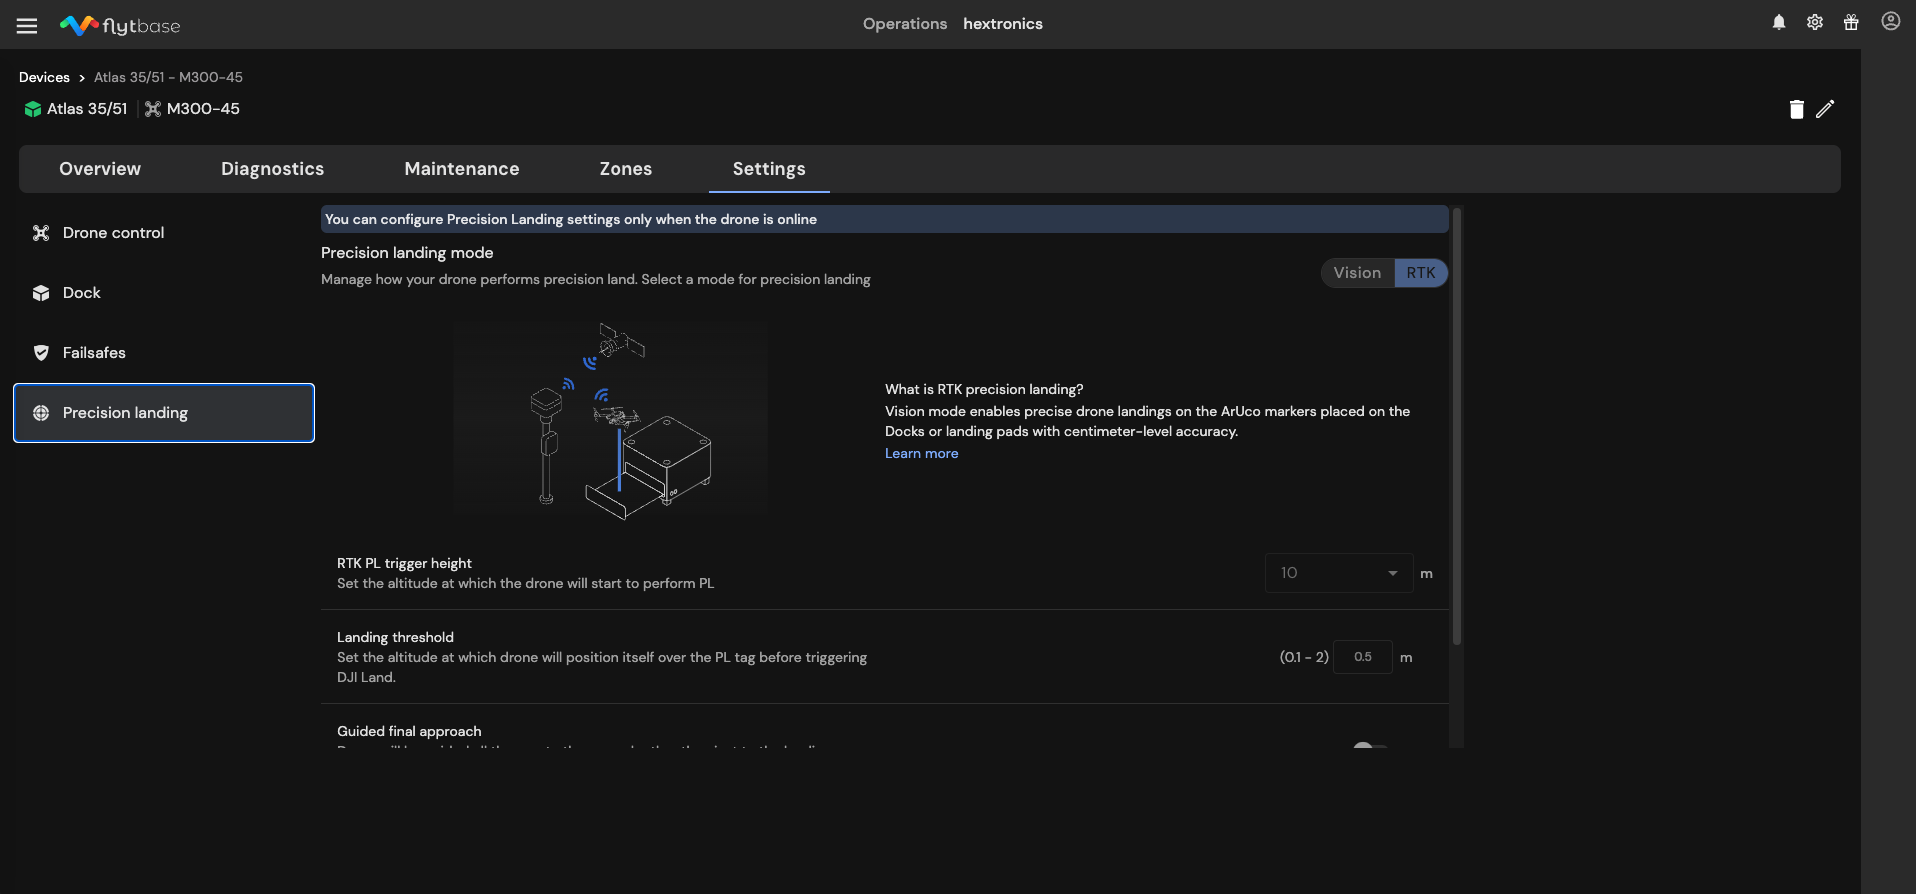 flytbase
Operations hextronics
Devices > Atlas 35/51 - M300-45
Atlas 35/51 M300-45
Overview Diagnostics Maintenance Zones Settings
Drone control
Dock
Failsafes
Precision landing
You can configure Precision Landing settings only when the drone is online
Precision landing mode
Manage how your drone performs precision land. Select a mode for precision landing
Vision RTK
What is RTK precision landing?
Vision mode enables precise drone landings on the ArUco markers placed on the
Docks or landing pads with centimeter-level accuracy.
Learn more
RTK PL trigger height
Set the altitude at which the drone will start to perform PL
10 m
Landing threshold
Set the altitude at which drone will position itself over the PL tag before triggering
DJI Land.
(0.1 - 2) 0.5 m
Guided final approach